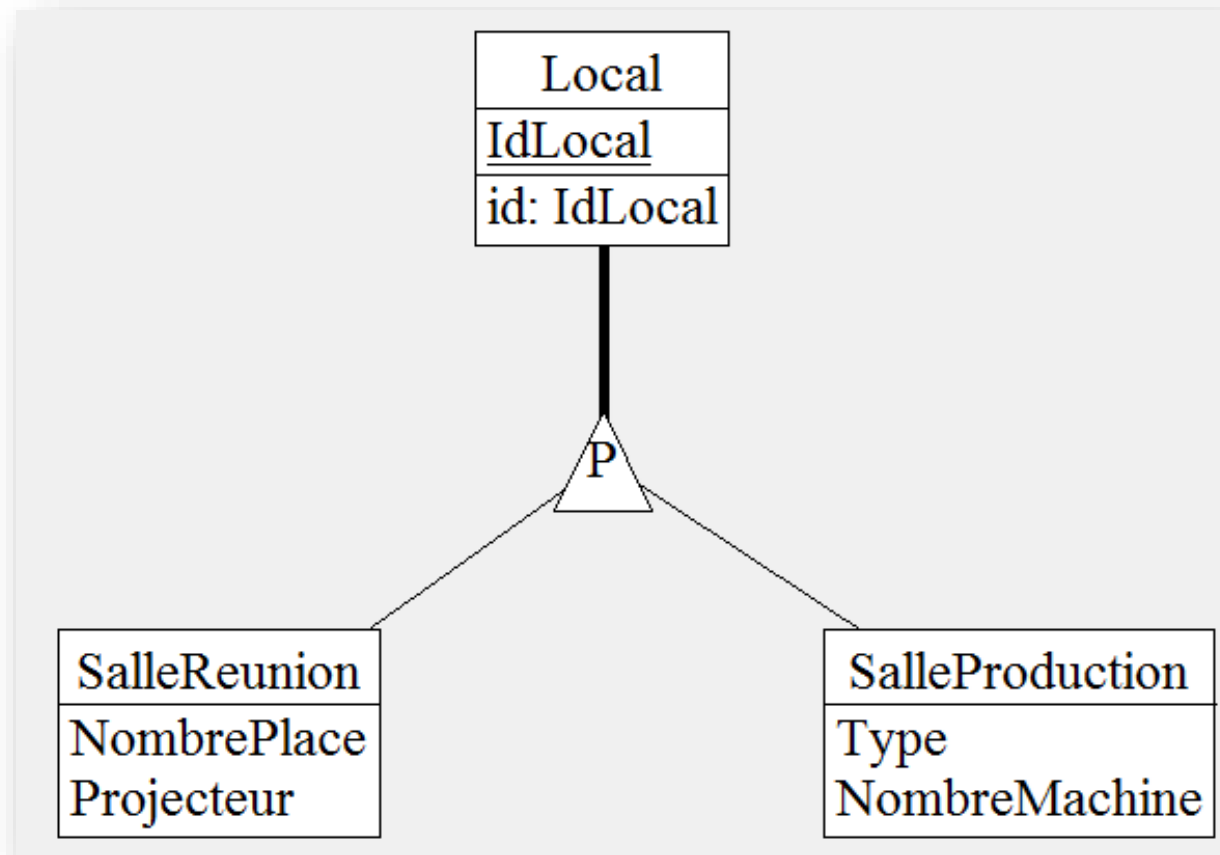 Local
IdLocal
id: IdLocal
P
SalleReunion
NombrePlace
Projecteur
SalleProduction
Type
NombreMachine